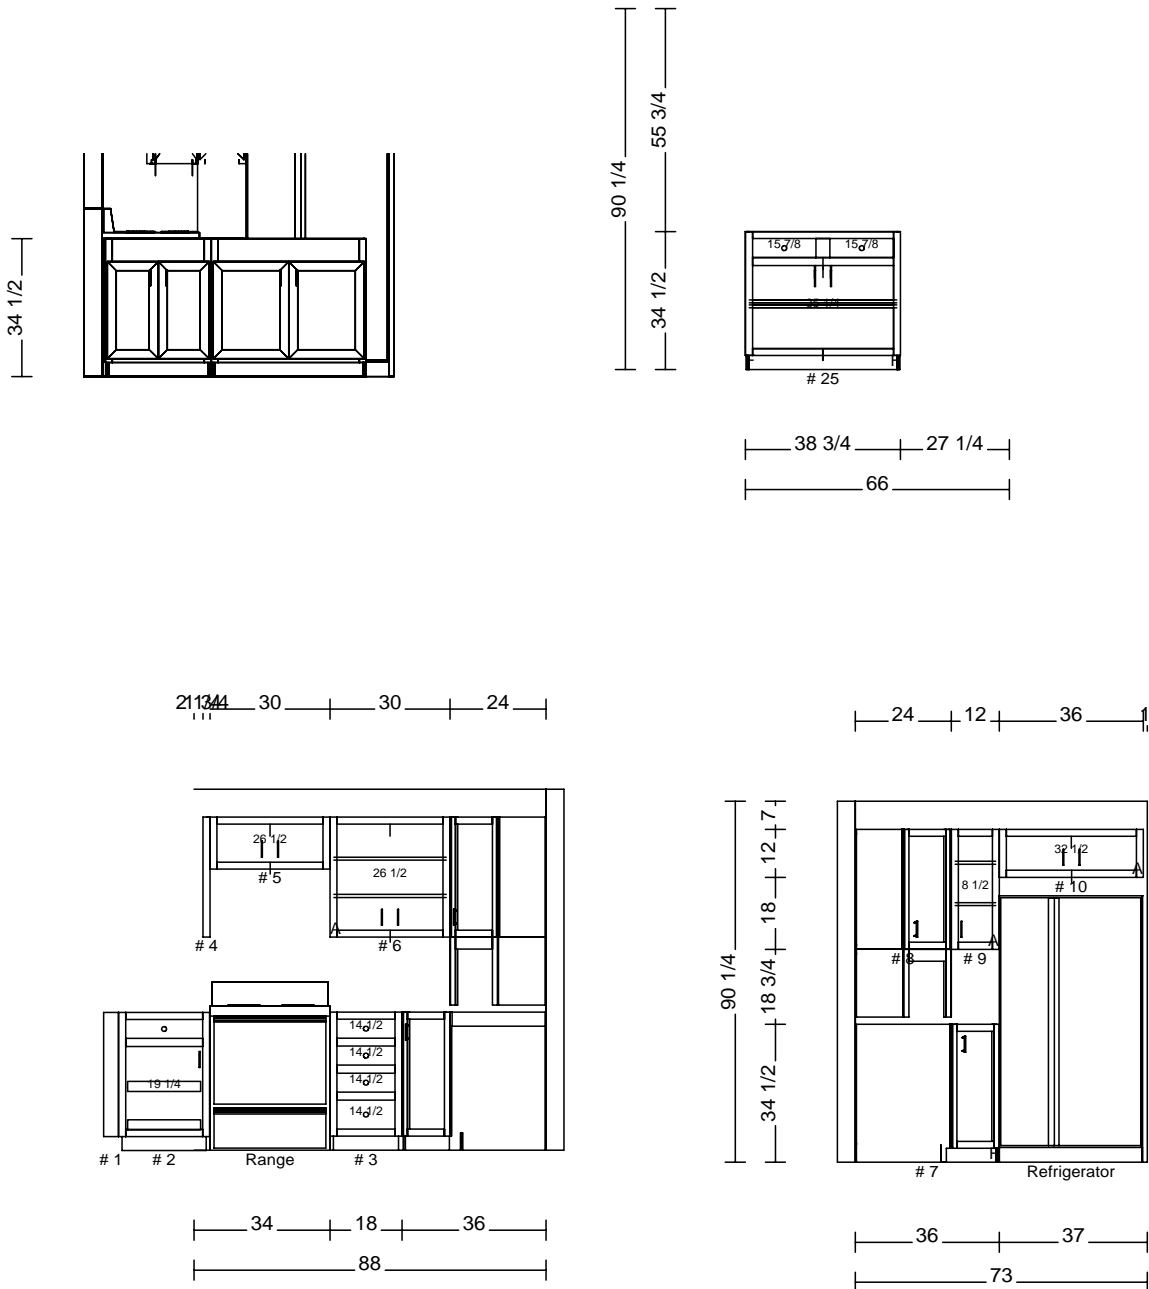 55 3/4
90 1/4
15 7/8 15 7/8
34 1/2
34 1/2
# 25
38 3/4 27 1/4
66
30 30 24
24 12 36 1
7
26 1/2
12
32 1/2
26 1/2
# 5
8 1/2
# 10
A
A
18
# 4 # 6
A
# 8 # 9
90 1/4
18 3/4
14 1/2
14 1/2
19 1/4 14 1/2
14 1/2
34 1/2
F
# 1 # 2 Range # 3
# 7 Refrigerator
34 18 36
36 37
88
73